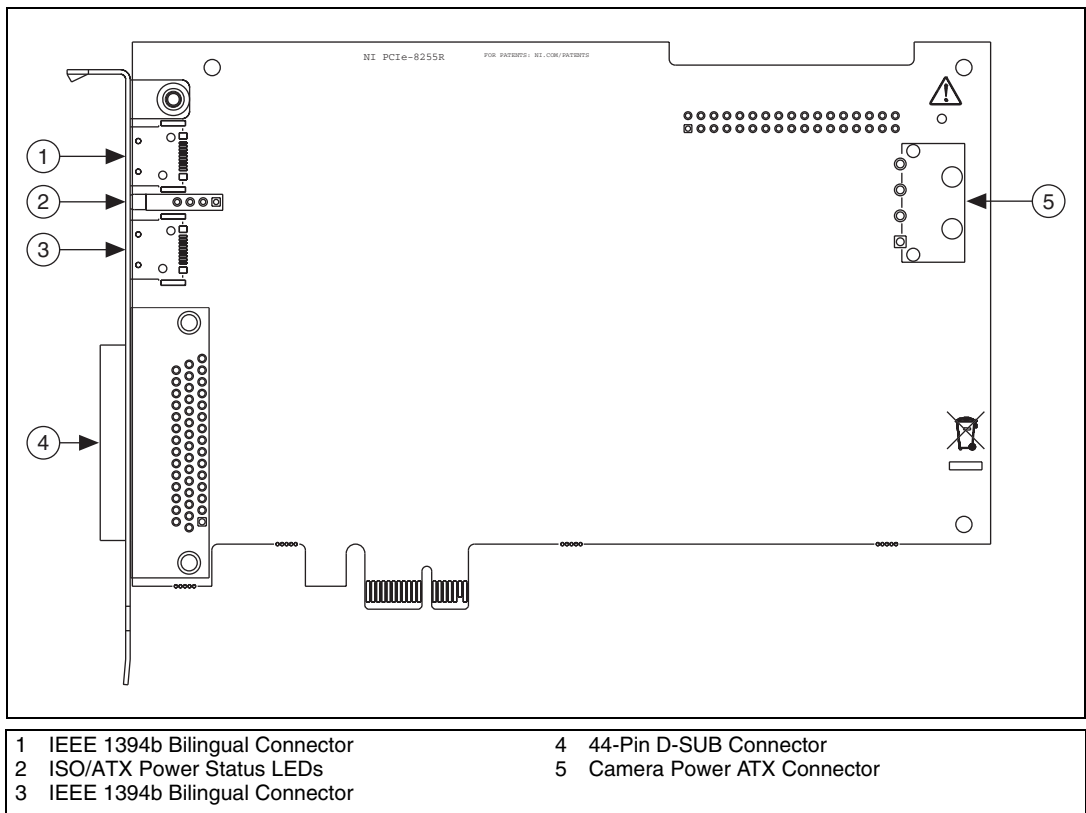 NI PCIe-8255R
FOR PATENTS: NI.COM/PATENTS
1
2
3
4
5
1 IEEE 1394b Bilingual Connector
2 ISO/ATX Power Status LEDs
3 IEEE 1394b Bilingual Connector
4 44-Pin D-SUB Connector
5 Camera Power ATX Connector